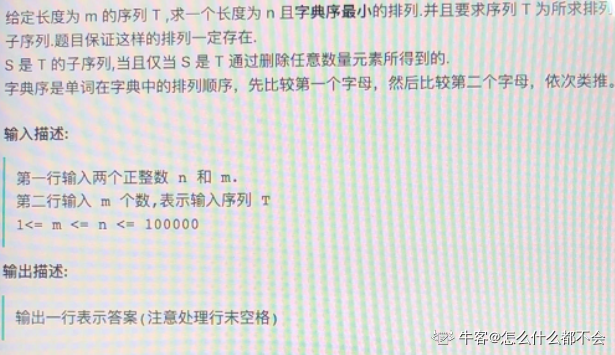 给定长度为 m 的序列 T ,求一个长度为 n 且字典序最小的排列.并且要求序列 T 为所求排列
子序列.题目保证这样的排列一定存在.
S 是 T 的子序列,当且仅当 S 是 T 通过删除任意数量元素所得到的.
字典序是单词在字典中的排列顺序，先比较第一个字母，然后比较第二个字母，依次类推。
输入描述:
第一行输入两个正整数 n 和 m.
第二行输入 m 个数,表示输入序列 T
1<= m <= n <= 100000
输出描述:
输出一行表示答案(注意处理行末空格)
牛客@怎么什么都不会